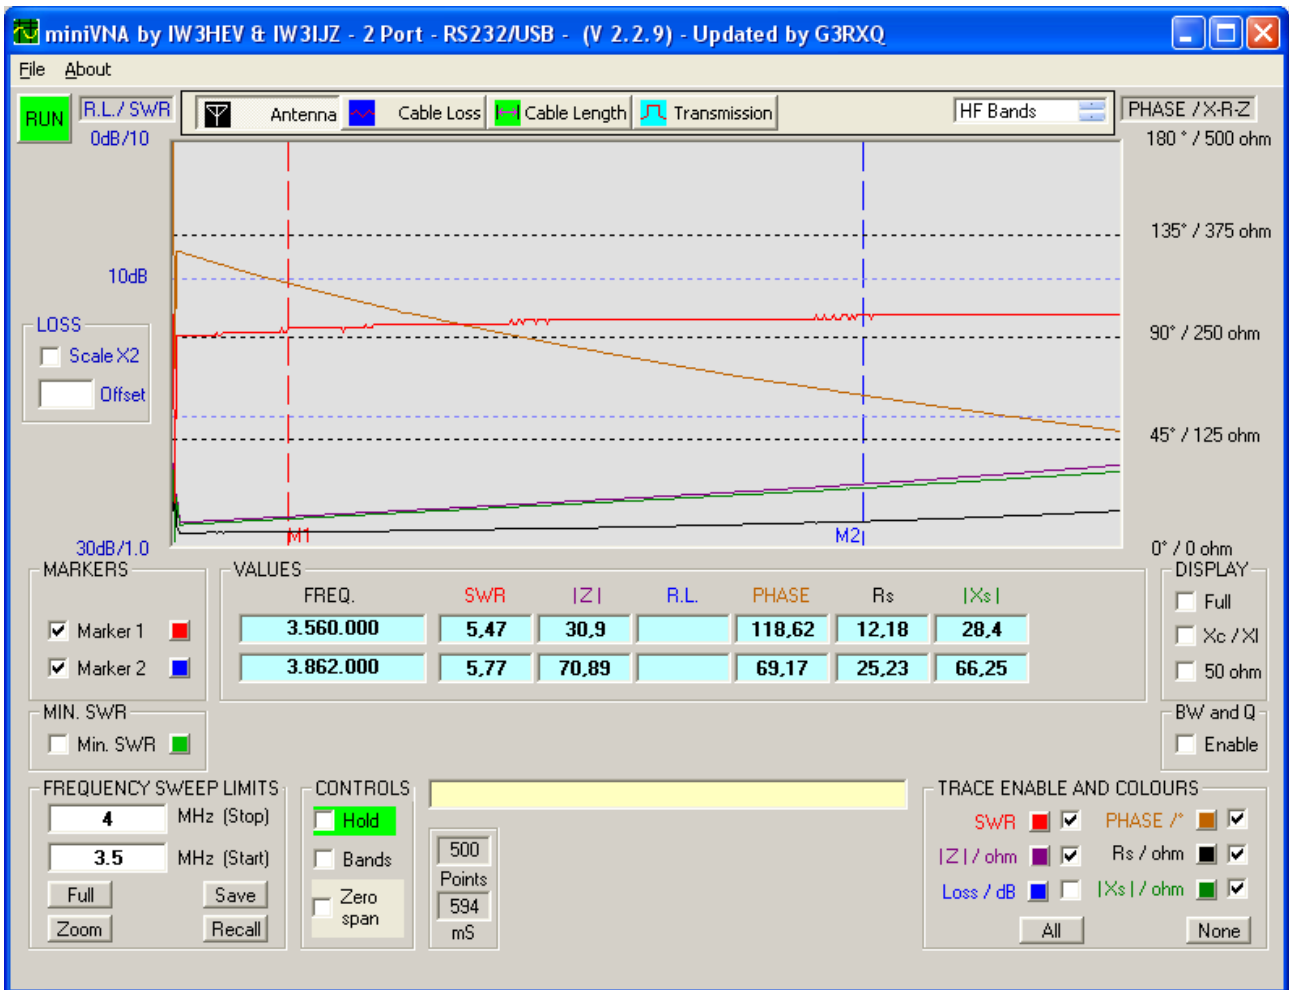 miniVNA by IW3HEV & IW3IJZ - 2 Port - RS232/USB - (V 2.2.9) - Updated by G3RXQ
File About
RUN R.L./ SWR Antenna Cable Loss Cable Length Transmission HF Bands PHASE / X-R-Z
0dB/10 180 ° / 500 ohm
135° / 375 ohm
10dB
LOSS
90° / 250 ohm
Scale X2
Offset
45° / 125 ohm
M1 M2
30dB/1.0 0° / 0 ohm
MARKERS VALUES DISPLAY
FREQ. SWR |Z| R.L. PHASE Rs |Xs|
Full
Marker 1 3.560.000 5,47 30,9 118,62 12,18 28,4
Xc / Xl
Marker 2 3.862.000 5,77 70,89 69,17 25,23 66,25
50 ohm
MIN. SWR BW and Q
Min. SWR Enable
FREQUENCY SWEEP LIMITS CONTROLS TRACE ENABLE AND COLOURS
4 MHz (Stop) Hold SWR PHASE /°
3.5 MHz (Start) Bands 500 |Z| / ohm Rs / ohm
Points
Full Save Zero span 594 Loss / dB |Xs| / ohm
Zoom Recall mS All None